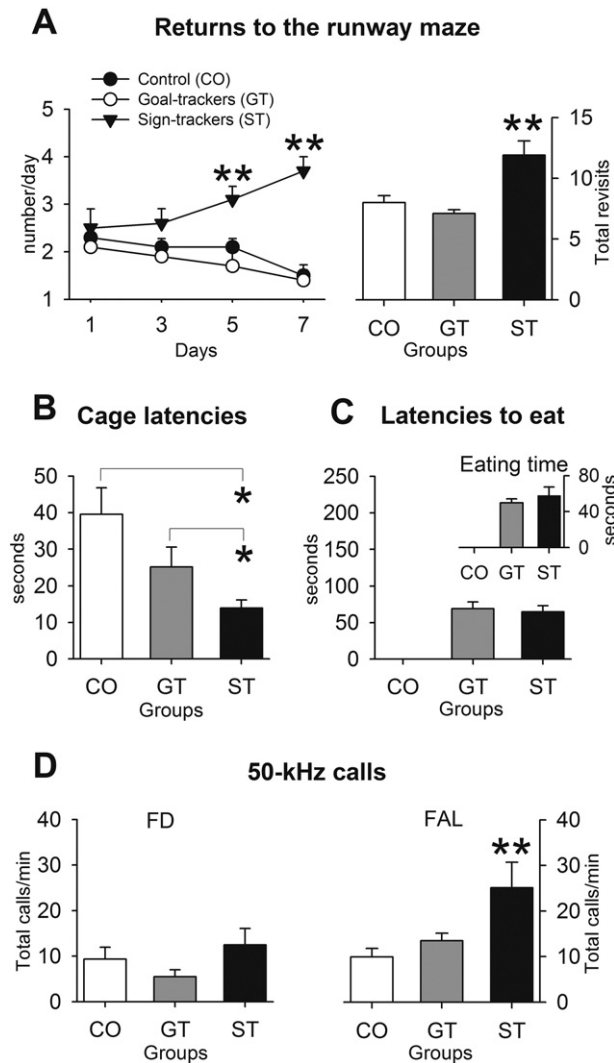 A Returns to the runway maze
Control (CO)
Goal-trackers (GT)
Sign-trackers (ST)
number/day
5
4
3
2
1
** **
1 3 5 7
Days
**
15
10
5
0
Total revisits
CO GT ST
Groups
B Cage latencies
seconds
50
40
30
20
10
0
*
*
CO GT ST
Groups
C Latencies to eat
seconds
250
200
150
100
50
0
Eating time
80
40
0
seconds
CO GT ST
CO GT ST
Groups
D 50-kHz calls
FD
Total calls/min
40
30
20
10
0
CO GT ST
Groups
FAL
**
40
30
20
10
0
Total calls/min
CO GT ST
Groups